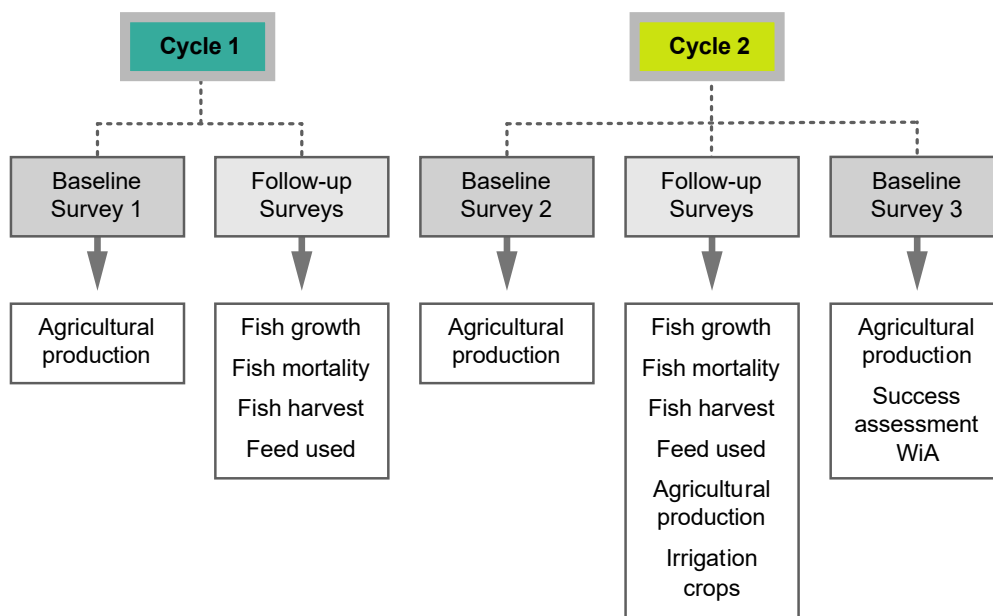 Cycle 1
Cycle 2
Baseline
Survey 1
Follow-up
Surveys
Baseline
Survey 2
Follow-up
Surveys
Baseline
Survey 3
Agricultural
production
Fish growth
Fish mortality
Fish harvest
Feed used
Agricultural
production
Fish growth
Fish mortality
Fish harvest
Feed used
Agricultural
production
Irrigation
crops
Agricultural
production
Success
assessment
WiA